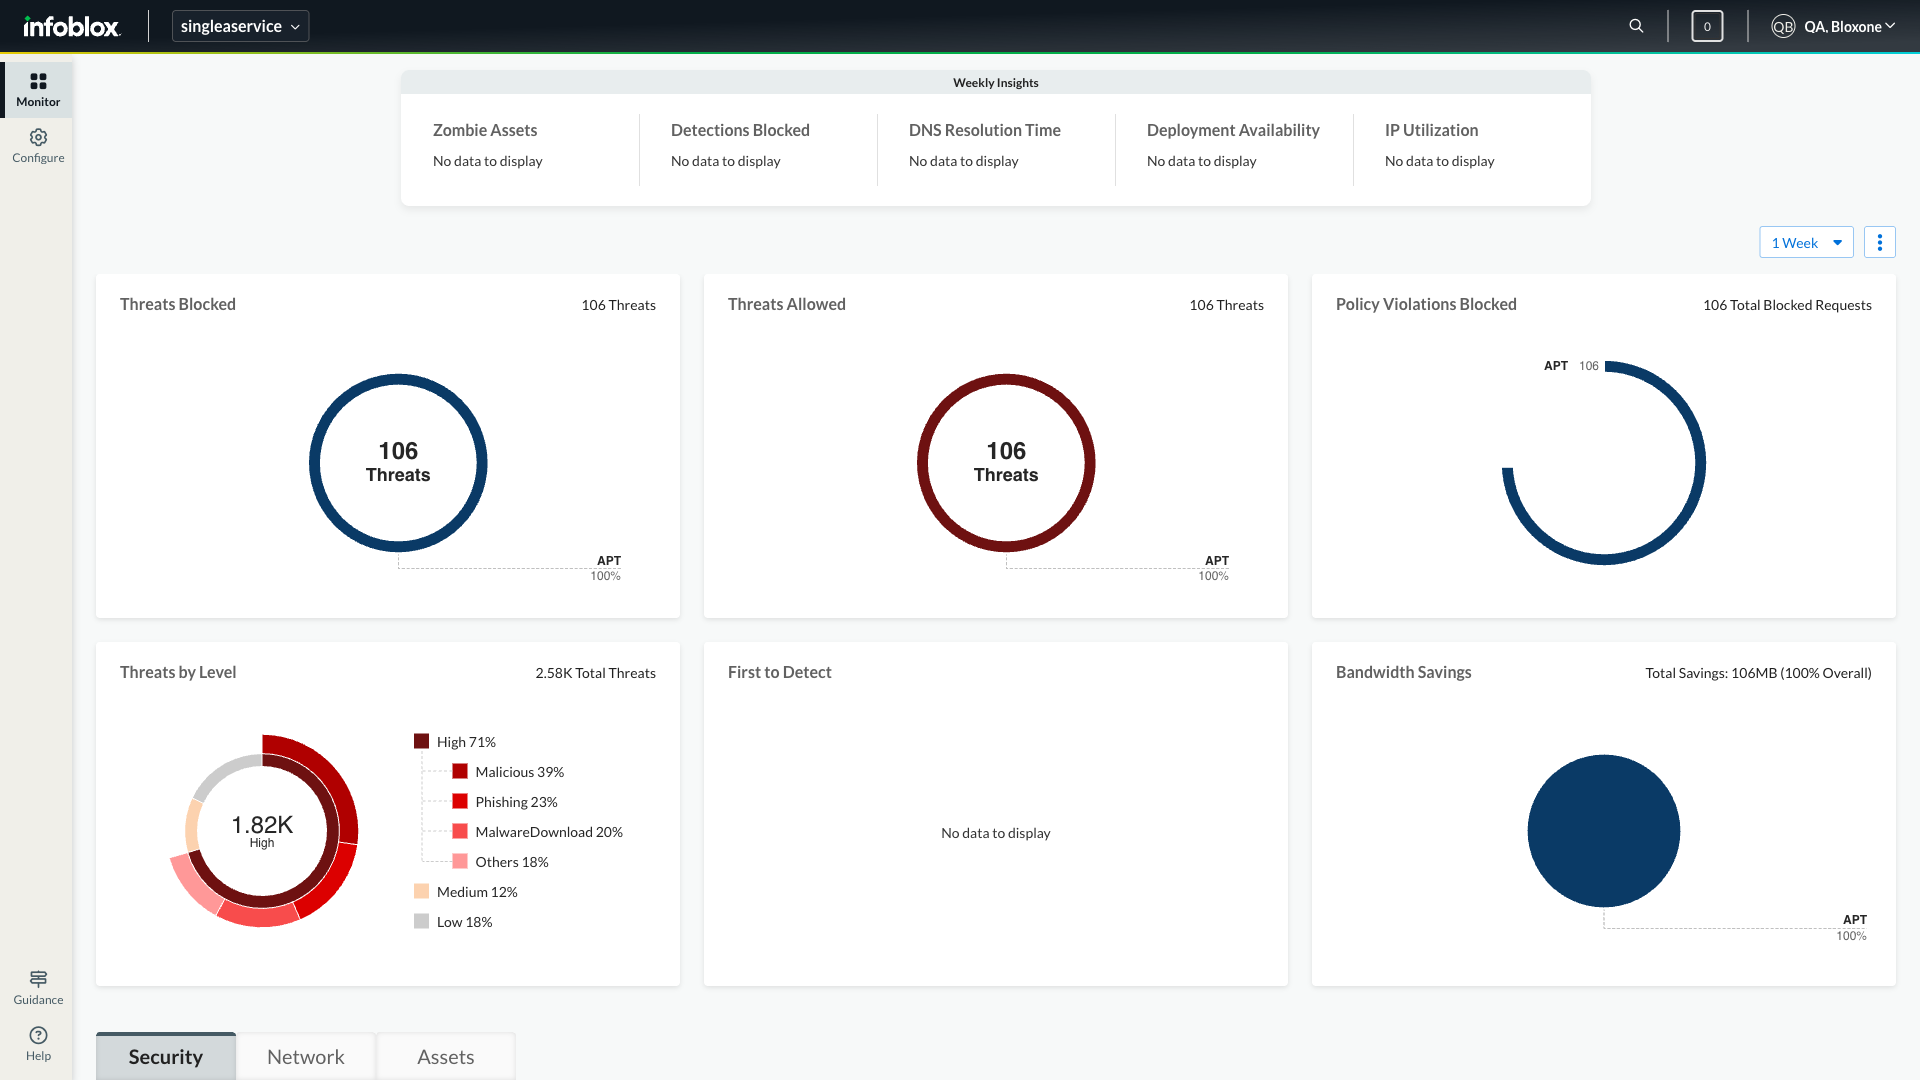 infoblox.
singleaservice
0
QB
QA, Bloxone
Monitor
Configure
Guidance
Help
Weekly Insights
Zombie Assets
No data to display
Detections Blocked
No data to display
DNS Resolution Time
No data to display
Deployment Availability
No data to display
IP Utilization
No data to display
1 Week
Threats Blocked
106 Threats
106
Threats
APT
100%
Threats Allowed
106 Threats
106
Threats
APT
100%
Policy Violations Blocked
106 Total Blocked Requests
APT 106
Threats by Level
2.58K Total Threats
1.82K
High
High 71%
Malicious 39%
Phishing 23%
MalwareDownload 20%
Others 18%
Medium 12%
Low 18%
First to Detect
No data to display
Bandwidth Savings
Total Savings: 106MB (100% Overall)
APT
100%
Security
Network
Assets